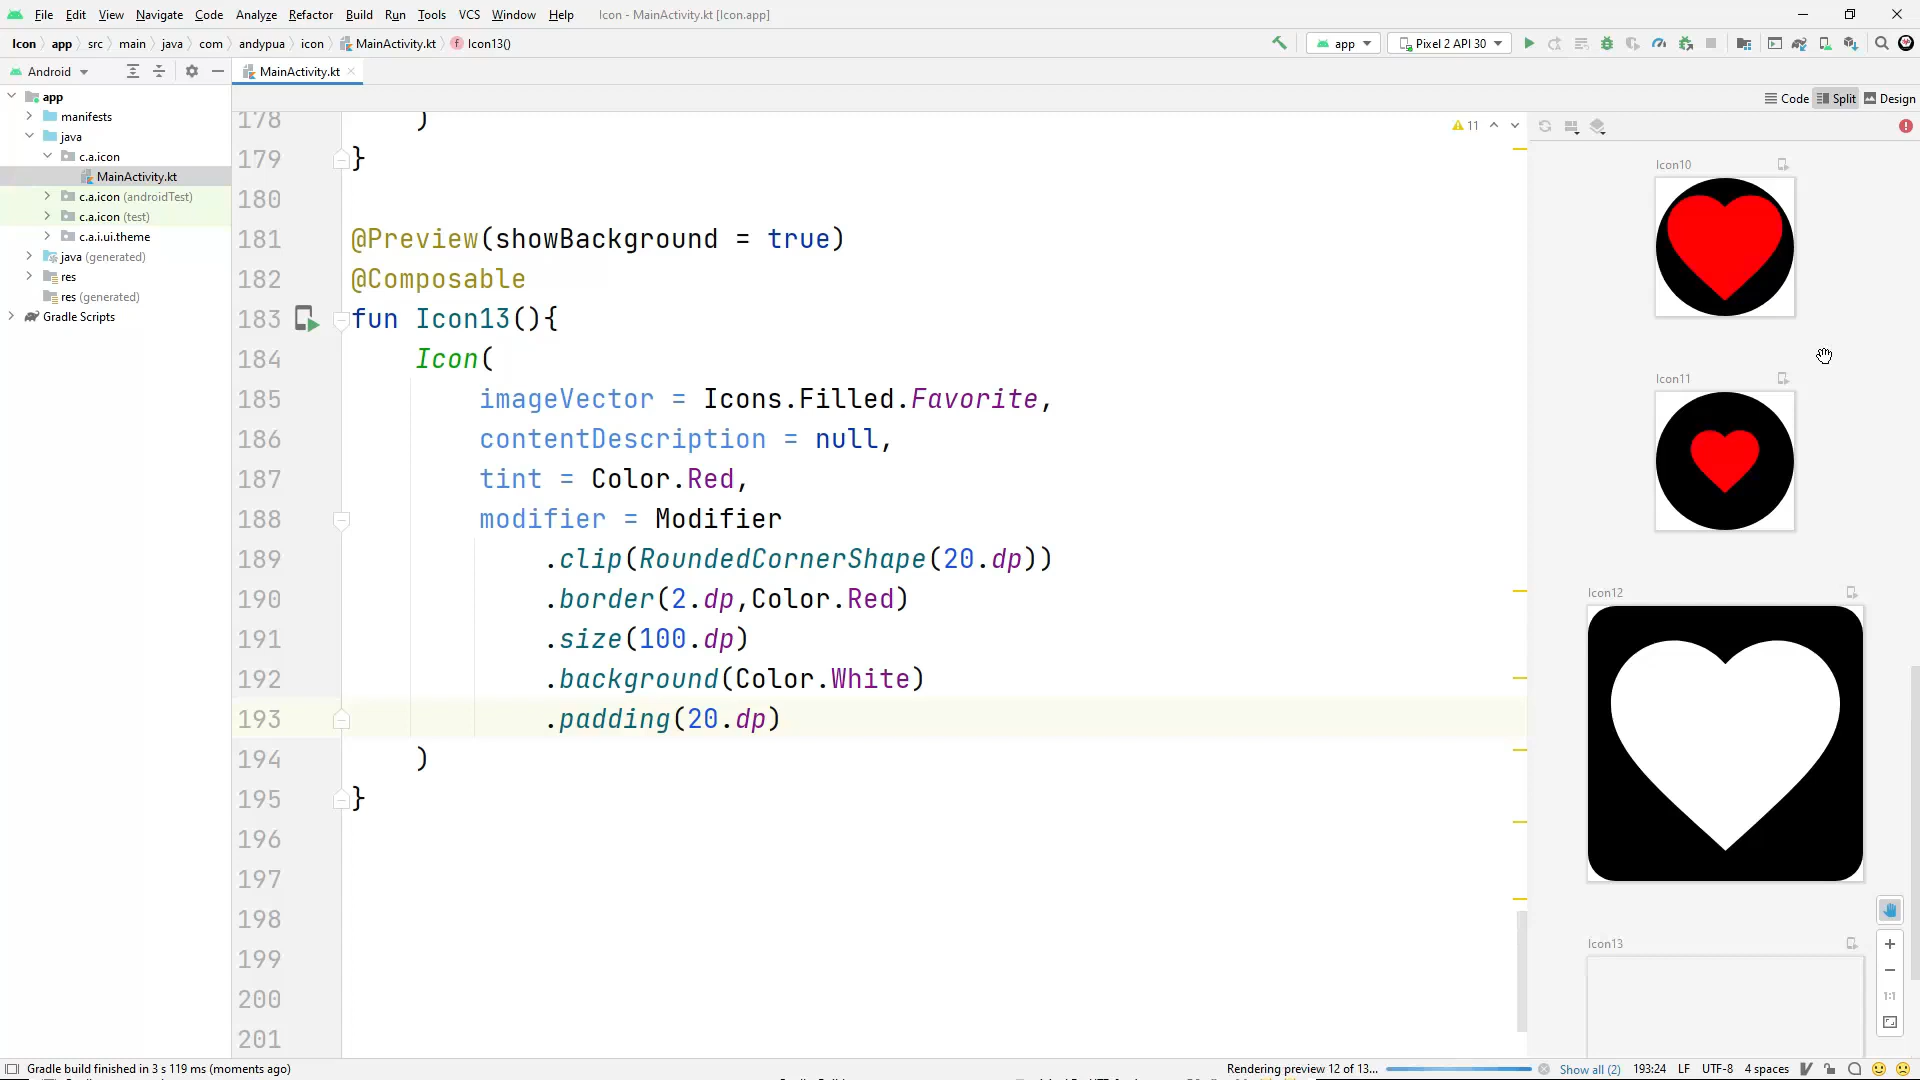 File Edit View Navigate Code Analyze Refactor Build Run Tools VCS Window Help Icon - MainActivity.kt [Icon.app]
Icon app src main java com andypua icon MainActivity.kt Icon13() app Pixel 2 API 30
Android MainActivity.kt
Code Split Design
app
manifests
java
c.a.icon
MainActivity.kt
c.a.icon (androidTest)
c.a.icon (test)
c.a.i.ui.theme
java (generated)
res
res (generated)
Gradle Scripts
11
178 )
179 }
180
181 @Preview(showBackground = true)
182 @Composable
183 fun Icon13(){
184 Icon(
185 imageVector = Icons.Filled.Favorite,
186 contentDescription = null,
187 tint = Color.Red,
188 modifier = Modifier
189 .clip(RoundedCornerShape(20.dp))
190 .border(2.dp,Color.Red)
191 .size(100.dp)
192 .background(Color.White)
193 .padding(20.dp)
194 )
195 }
196
197
198
199
200
201
Icon10
Icon11
Icon12
Icon13
1:1
Gradle build finished in 3 s 119 ms (moments ago) Rendering preview 12 of 13... Show all (2) 193:24 LF UTF-8 4 spaces